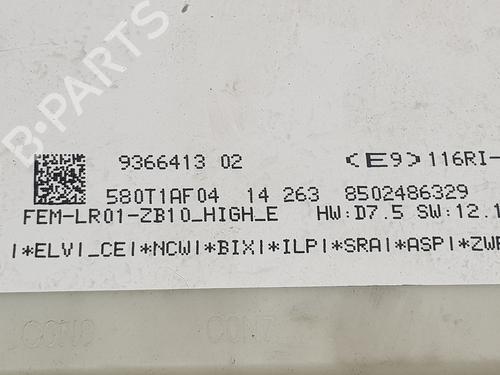 B-PARTS
9366413 02 <E9>116RI-
580T1AF04 14 263 8502486329
FEM-LR01-ZB10_HIGH_E HW:D7.5 SW:12.1
|*ELV|_CE|*NCW|*BIX|*ILP|*SRA|*ASP|*ZWP